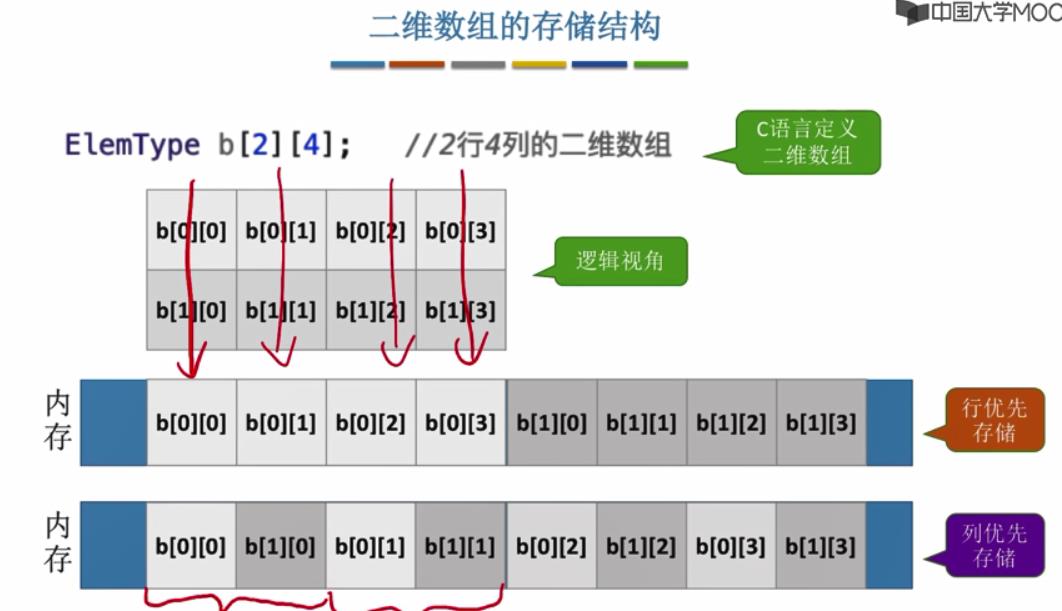 中国大学MOO
二维数组的存储结构
ElemType b[2][4]; //2行4列的二维数组
C语言定义
二维数组
b[0][0] b[0][1] b[0][2] b[0][3]
b[1][0] b[1][1] b[1][2] b[1][3]
逻辑视角
内存
b[0][0] b[0][1] b[0][2] b[0][3] b[1][0] b[1][1] b[1][2] b[1][3]
行优先
存储
内存
b[0][0] b[1][0] b[0][1] b[1][1] b[0][2] b[1][2] b[0][3] b[1][3]
列优先
存储